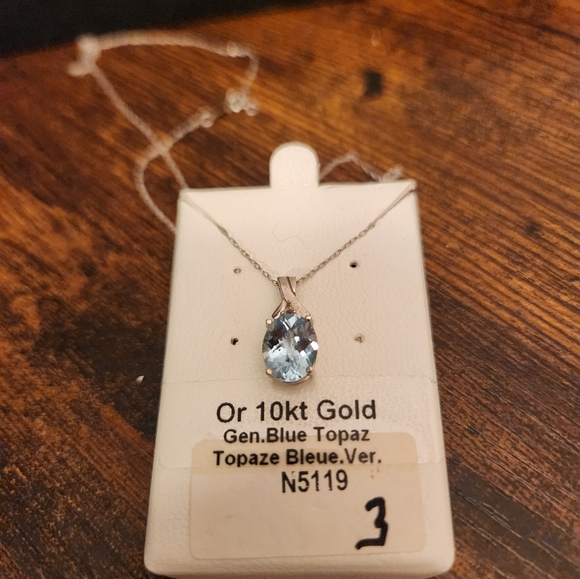 Or 10kt Gold
Gen.Blue Topaz
Topaze Bleue.Ver.
N5119
3